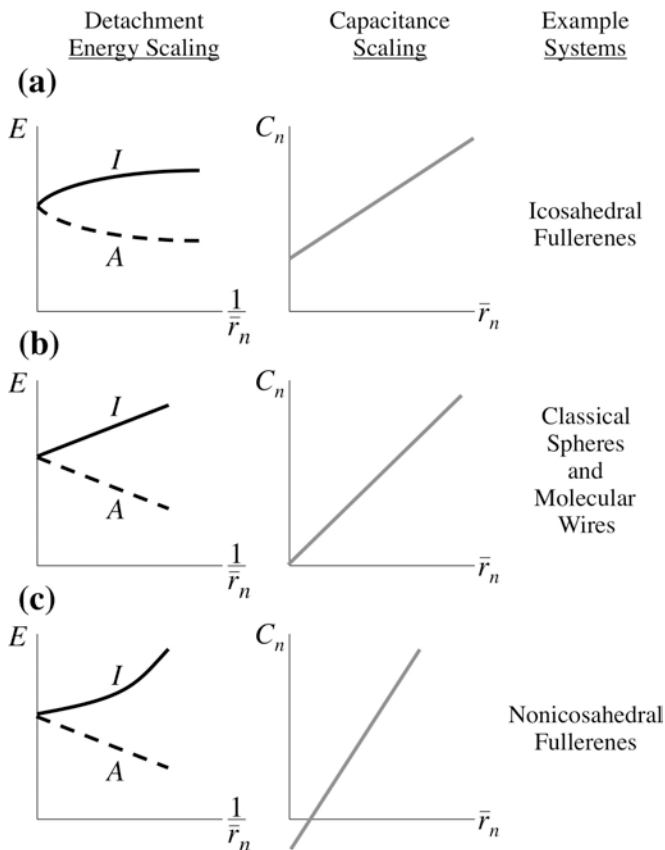 Detachment
Energy Scaling
Capacitance
Scaling
Example
Systems
(a)
E
I
A
1
r̄n
Cn
r̄n
Icosahedral
Fullerenes
(b)
E
I
A
1
r̄n
Cn
r̄n
Classical
Spheres
and
Molecular
Wires
(c)
E
I
A
1
r̄n
Cn
r̄n
Nonicosahedral
Fullerenes